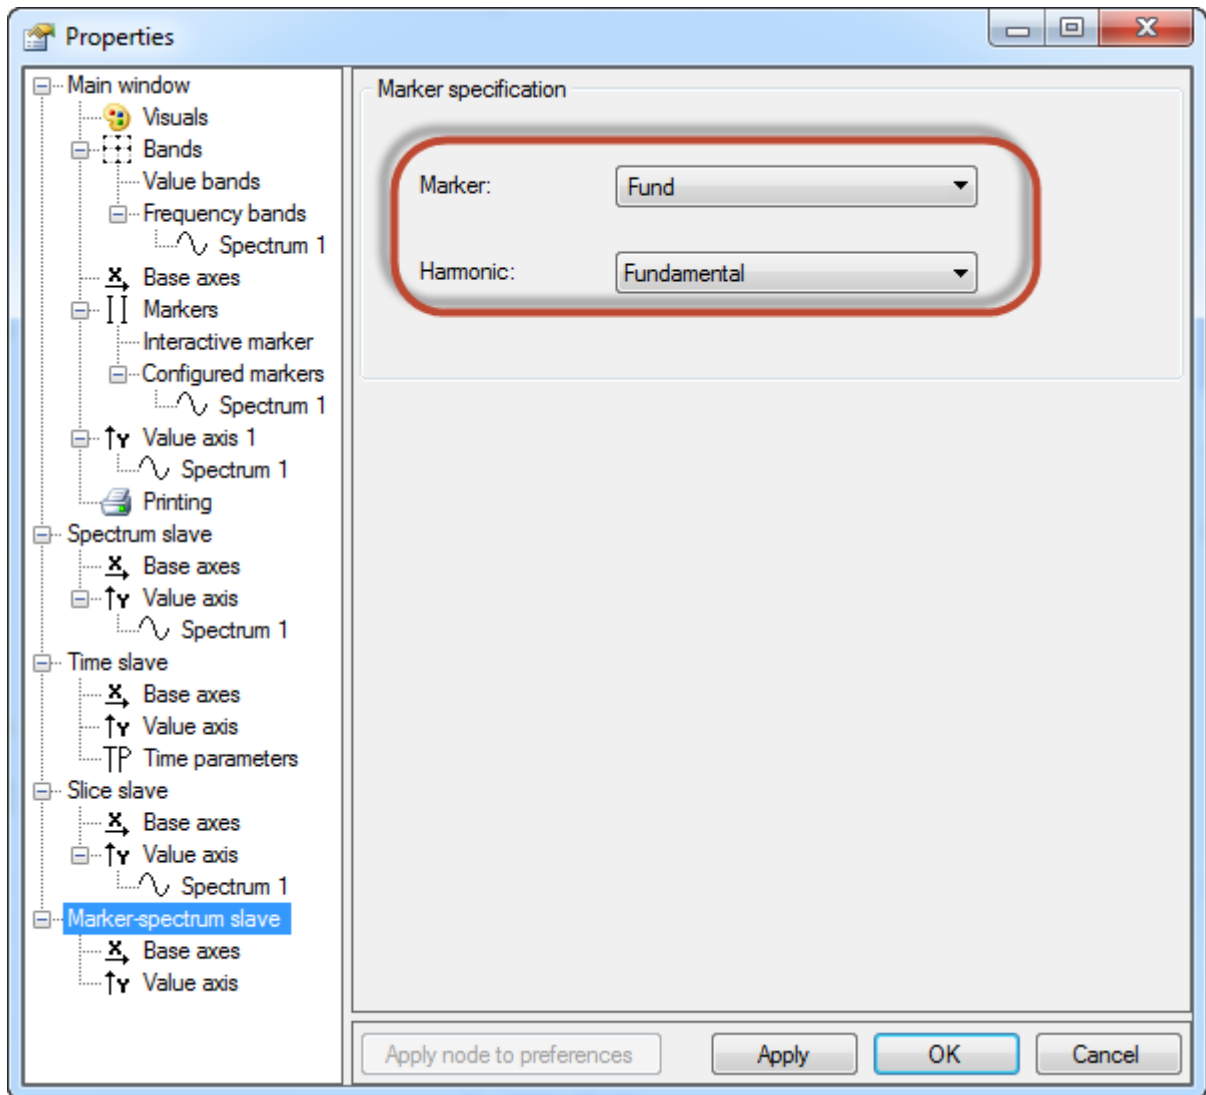 Properties
Main window
Visuals
Bands
Value bands
Frequency bands
Spectrum 1
Base axes
Markers
Interactive marker
Configured markers
Spectrum 1
Value axis 1
Spectrum 1
Printing
Spectrum slave
Base axes
Value axis
Spectrum 1
Time slave
Base axes
Value axis
TP Time parameters
Slice slave
Base axes
Value axis
Spectrum 1
Marker-spectrum slave
Base axes
Value axis
Marker specification
Marker: Fund
Harmonic: Fundamental
Apply node to preferences Apply OK Cancel